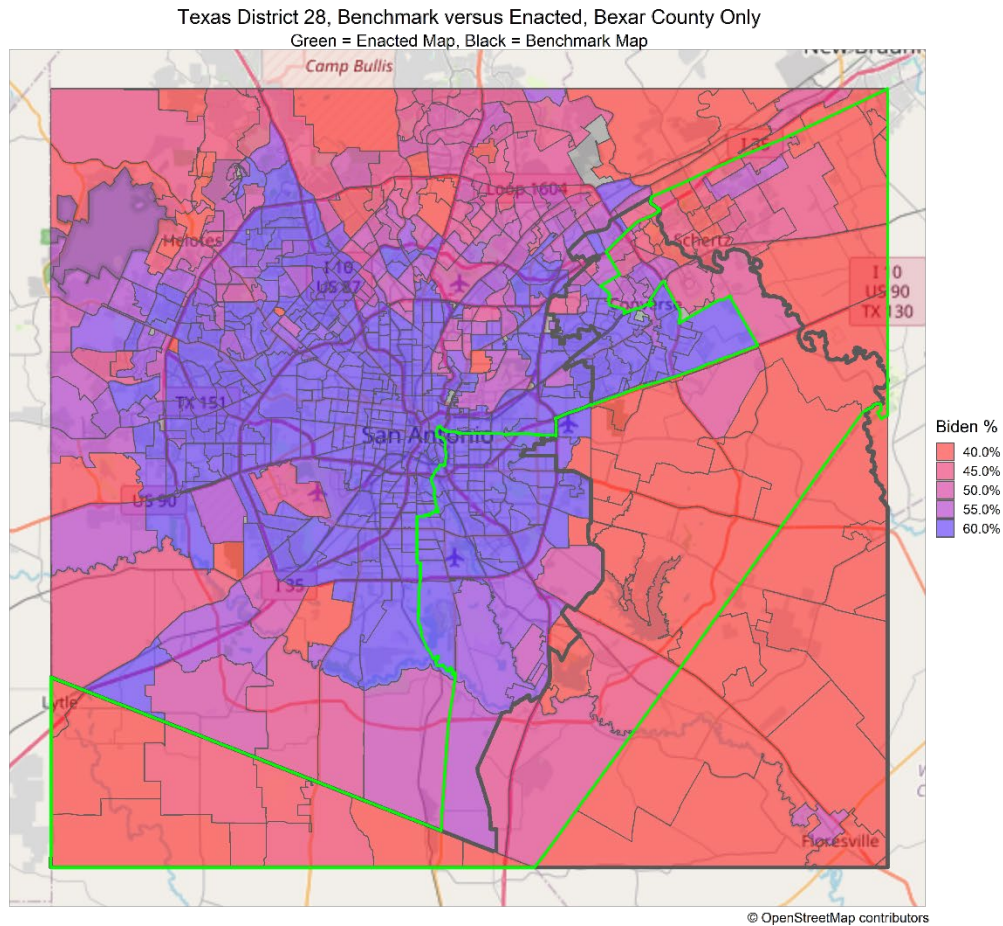 Texas District 28, Benchmark versus Enacted, Bexar County Only
Green = Enacted Map, Black = Benchmark Map
Camp Bullis
I 35
Loop 1604
Helotes
Schertz
I 10
US 87
I 10
US 90
TX 130
Converse
TX 151
San Antonio
US 90
I 35
Lytle
Floresville
Biden %
40.0%
45.0%
50.0%
55.0%
60.0%
© OpenStreetMap contributors